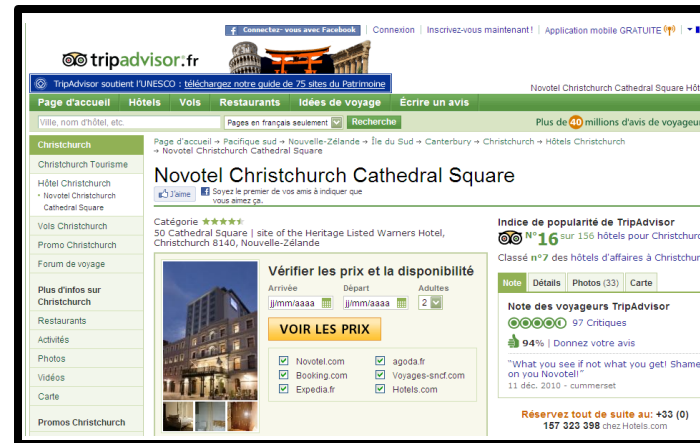 Connectez- vous avec Facebook | Connexion | Inscrivez-vous maintenant! | Application mobile GRATUITE
tripadvisor.fr
TripAdvisor soutient l'UNESCO : téléchargez notre guide de 75 sites du Patrimoine
Novotel Christchurch Cathedral Square Hôt
Page d'accueil Hôtels Vols Restaurants Idées de voyage Écrire un avis
Ville, nom d'hôtel, etc. Pages en français seulement Recherche Plus de 40 millions d'avis de voyageur
Christchurch
Christchurch Tourisme
Hôtel Christchurch
· Novotel Christchurch
Cathedral Square
Vols Christchurch
Promo Christchurch
Forum de voyage
Plus d'infos sur
Christchurch
Restaurants
Activités
Photos
Vidéos
Carte
Promos Christchurch
Page d'accueil → Pacifique sud → Nouvelle-Zélande → Île du Sud → Canterbury → Christchurch → Hôtels Christchurch
→ Novotel Christchurch Cathedral Square
Novotel Christchurch Cathedral Square
J'aime Soyez le premier de vos amis à indiquer que
vous aimez ça.
Catégorie
50 Cathedral Square | site of the Heritage Listed Warners Hotel,
Christchurch 8140, Nouvelle-Zélande
Vérifier les prix et la disponibilité
Arrivée Départ Adultes
jj/mm/aaaa jj/mm/aaaa 2
VOIR LES PRIX
Novotel.com agoda.fr
Booking.com Voyages-sncf.com
Expedia.fr Hotels.com
Indice de popularité de TripAdvisor
N°16 sur 156 hôtels pour Christchurc
Classé n°7 des hôtels d'affaires à Christchur
Note Détails Photos (33) Carte
Note des voyageurs TripAdvisor
97 Critiques
94% | Donnez votre avis
"What you see if not what you get! Shame
on you Novotel!"
11 déc. 2010 - cummerset
Réservez tout de suite au: +33 (0)
157 323 398 chez Hotels.com